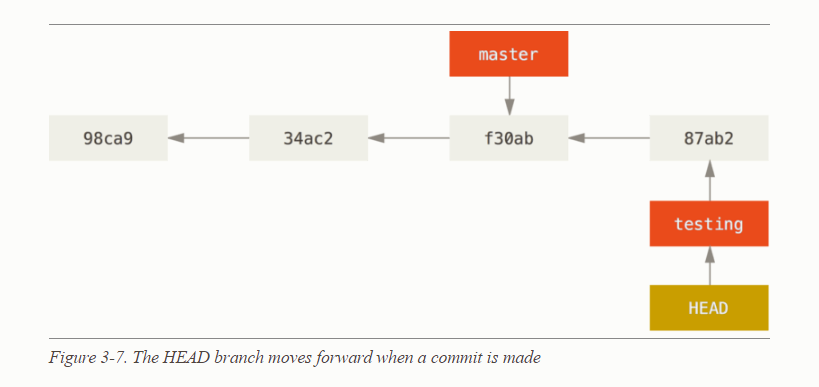 master
98ca9
34ac2
f30ab
87ab2
testing
HEAD
Figure 3-7. The HEAD branch moves forward when a commit is made